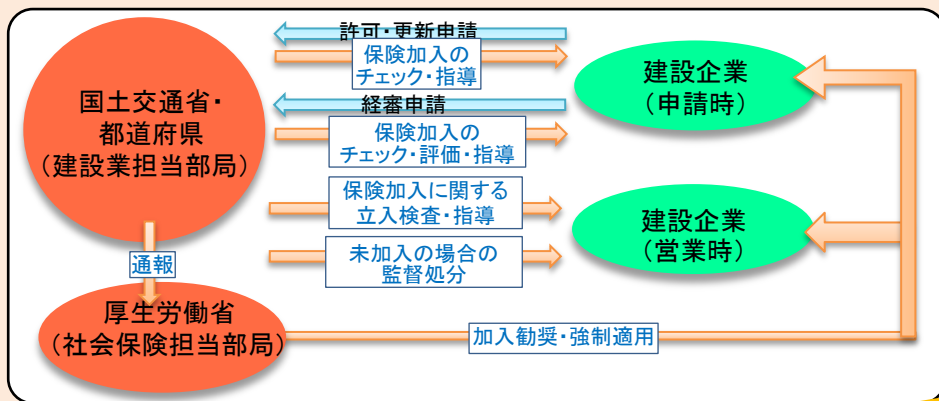 許可・更新申請
保険加入の
チェック・指導
国土交通省・
都道府県
（建設業担当部局）
経審申請
保険加入の
チェック・評価・指導
建設企業
（申請時）
保険加入に関する
立入検査・指導
未加入の場合の
監督処分
建設企業
（営業時）
通報
厚生労働省
（社会保険担当部局）
加入勧奨・強制適用